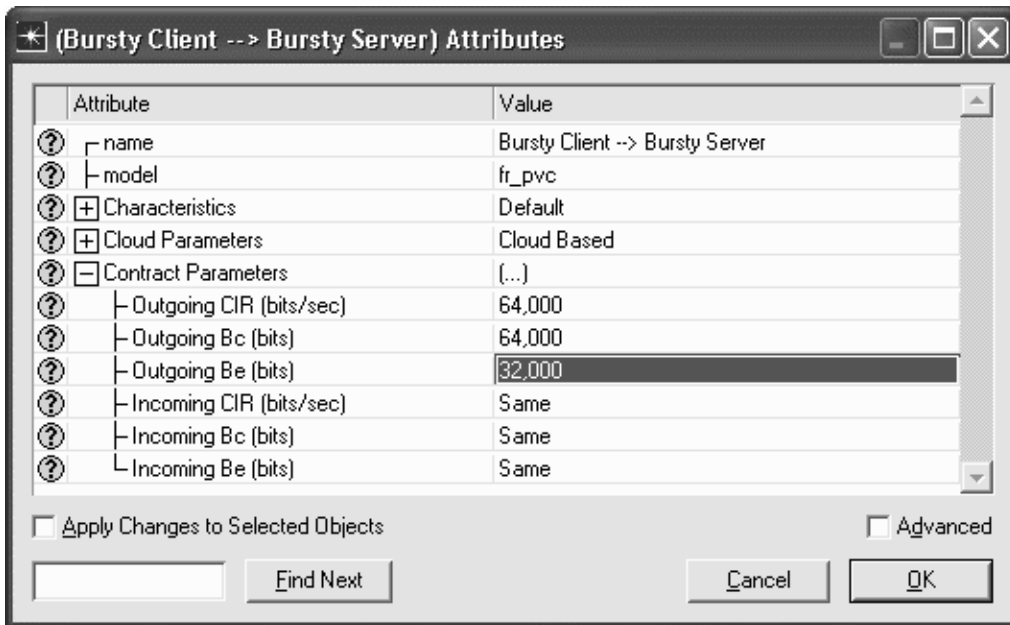 (Bursty Client --> Bursty Server) Attributes
Attribute Value
name Bursty Client --> Bursty Server
model fr_pvc
Characteristics Default
Cloud Parameters Cloud Based
Contract Parameters (...)
Outgoing CIR (bits/sec) 64,000
Outgoing Bc (bits) 64,000
Outgoing Be (bits) 32,000
Incoming CIR (bits/sec) Same
Incoming Bc (bits) Same
Incoming Be (bits) Same
Apply Changes to Selected Objects Advanced
Find Next Cancel OK